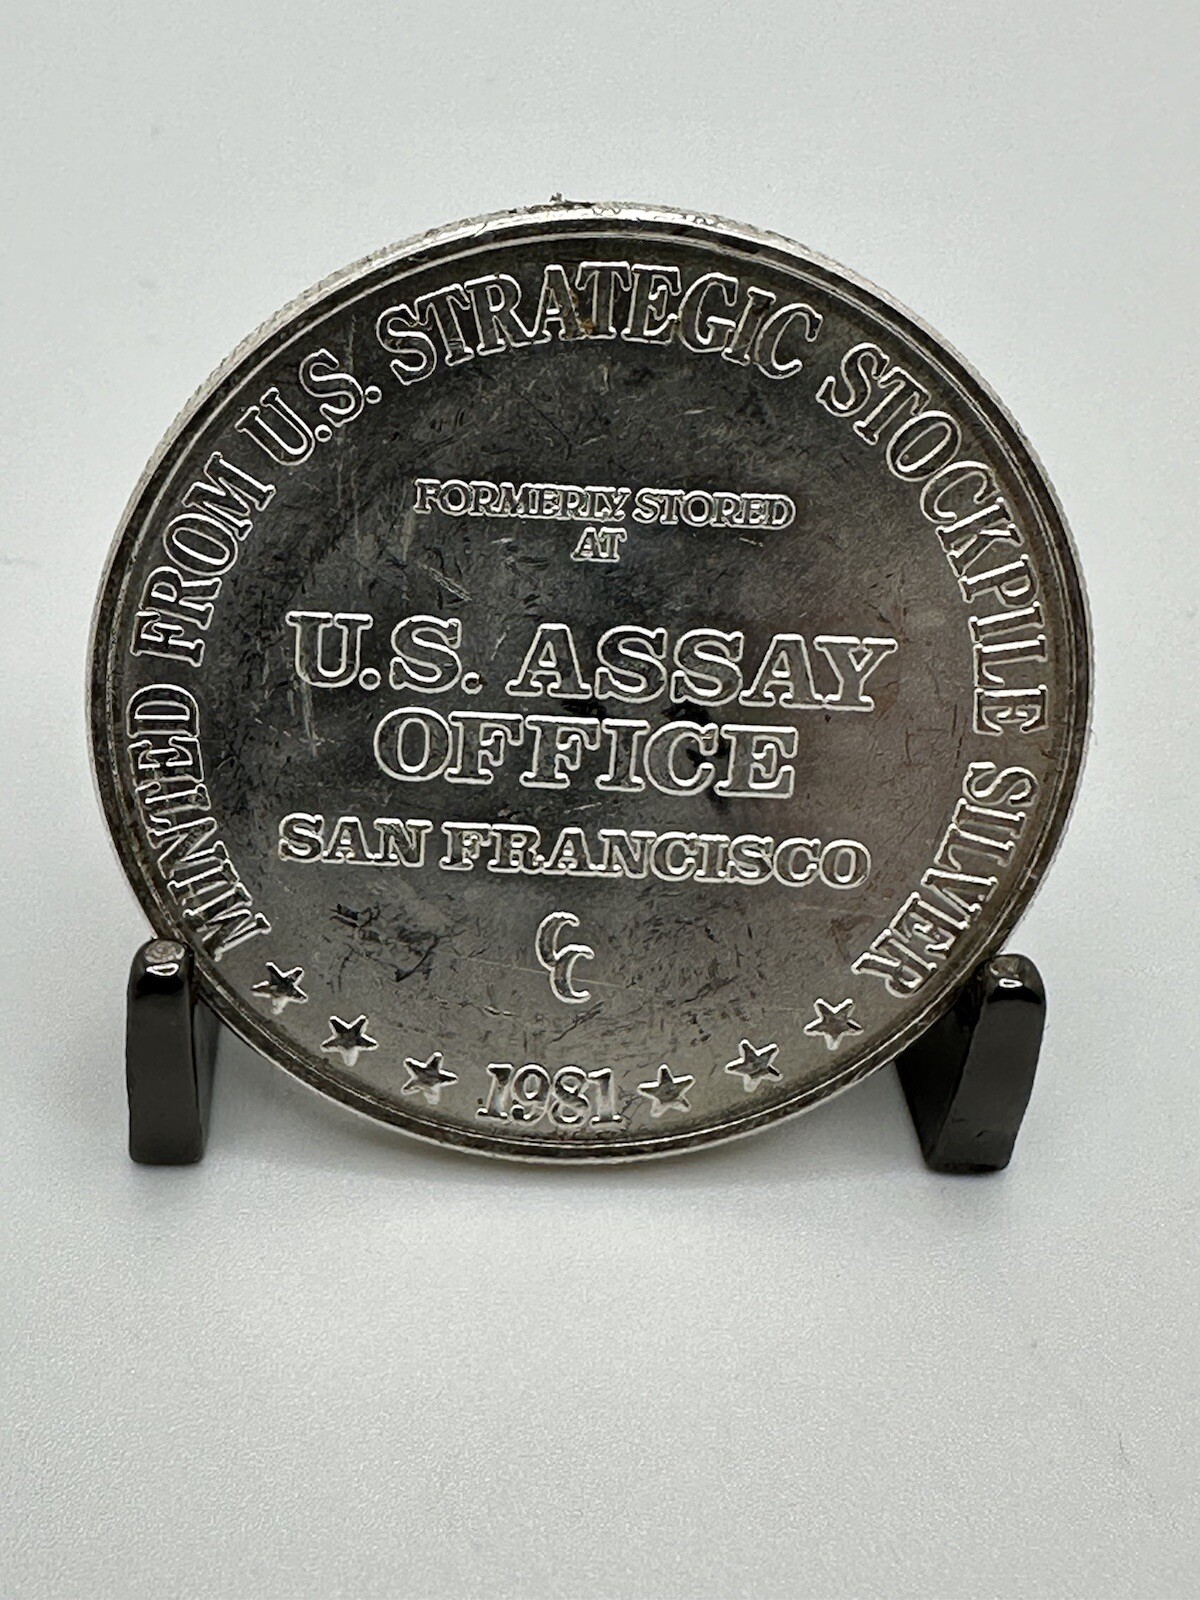 MINTED FROM U.S. STRATEGIC STOCKPILE SILVER
FORMERLY STORED
AT
U.S. ASSAY
OFFICE
SAN FRANCISCO
CC
1981